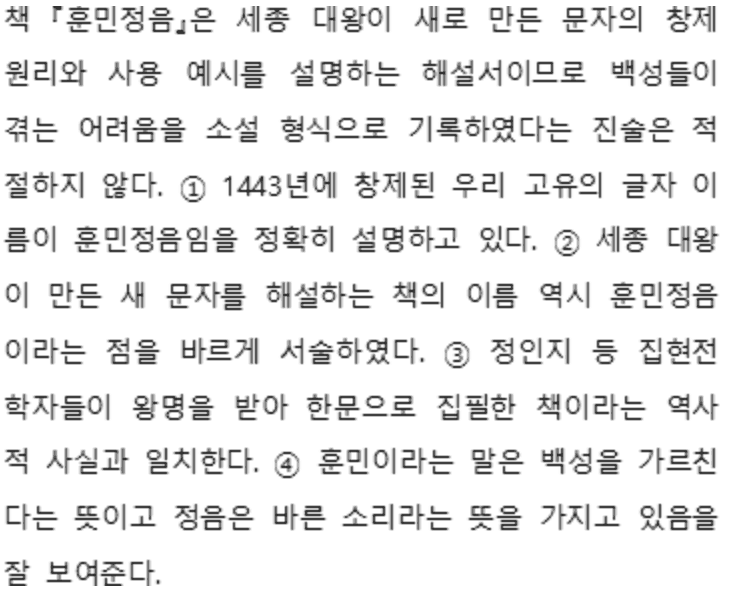 책 『훈민정음』은 세종 대왕이 새로 만든 문자의 창제
원리와 사용 예시를 설명하는 해설서이므로 백성들이
겪는 어려움을 소설 형식으로 기록하였다는 진술은 적
절하지 않다. ① 1443년에 창제된 우리 고유의 글자 이
름이 훈민정음임을 정확히 설명하고 있다. ② 세종 대왕
이 만든 새 문자를 해설하는 책의 이름 역시 훈민정음
이라는 점을 바르게 서술하였다. ③ 정인지 등 집현전
학자들이 왕명을 받아 한문으로 집필한 책이라는 역사
적 사실과 일치한다. ④ 훈민이라는 말은 백성을 가르친
다는 뜻이고 정음은 바른 소리라는 뜻을 가지고 있음을
잘 보여준다.